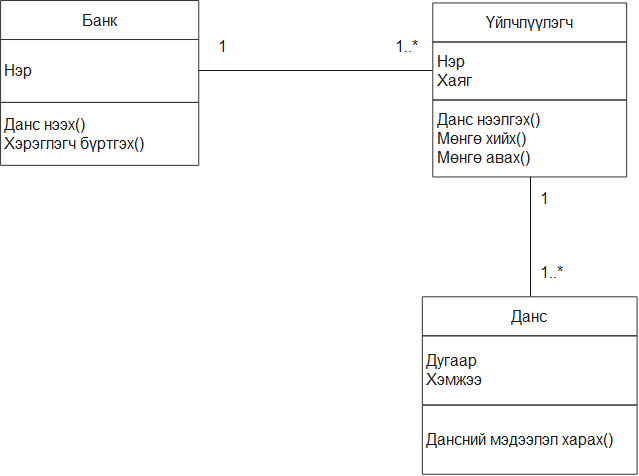 Банк
Нэр
Данс нээх()
Хэрэглэгч бүртгэх()
1
1..*
Үйлчлүүлэгч
Нэр
Хаяг
Данс нээлгэх()
Мөнгө хийх()
Мөнгө авах()
1
1..*
Данс
Дугаар
Хэмжээ
Дансний мэдээлэл харах()